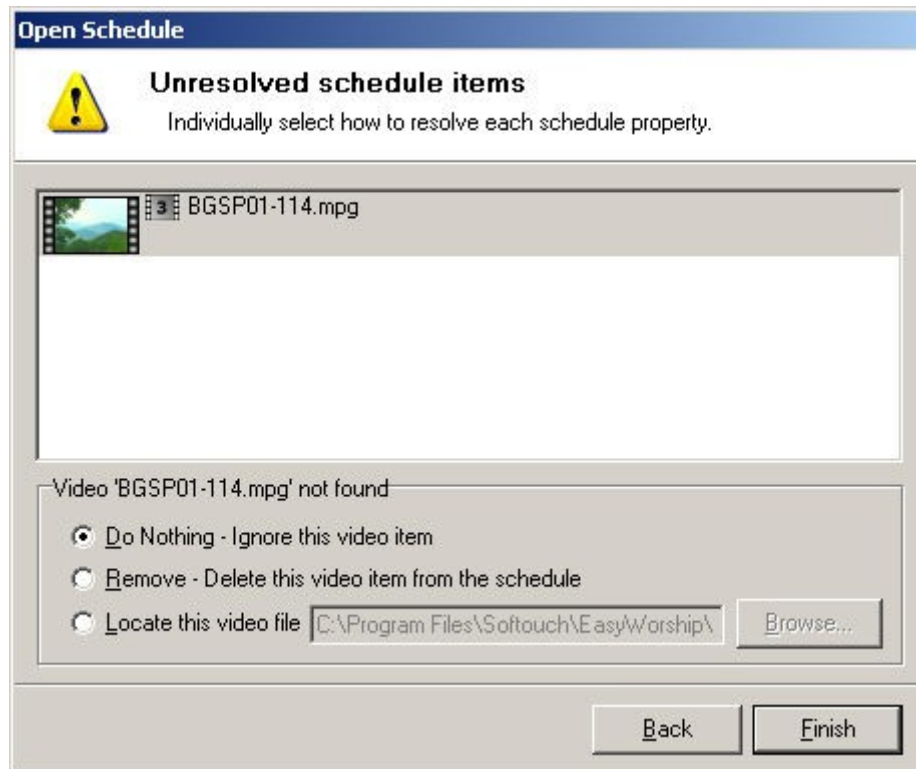 Open Schedule
Unresolved schedule items
Individually select how to resolve each schedule property.
3 BGSP01-114.mpg
Video 'BGSP01-114.mpg' not found
Do Nothing - Ignore this video item
Remove - Delete this video item from the schedule
Locate this video file C:\Program Files\Softouch\EasyWorship\ Browse...
Back Finish